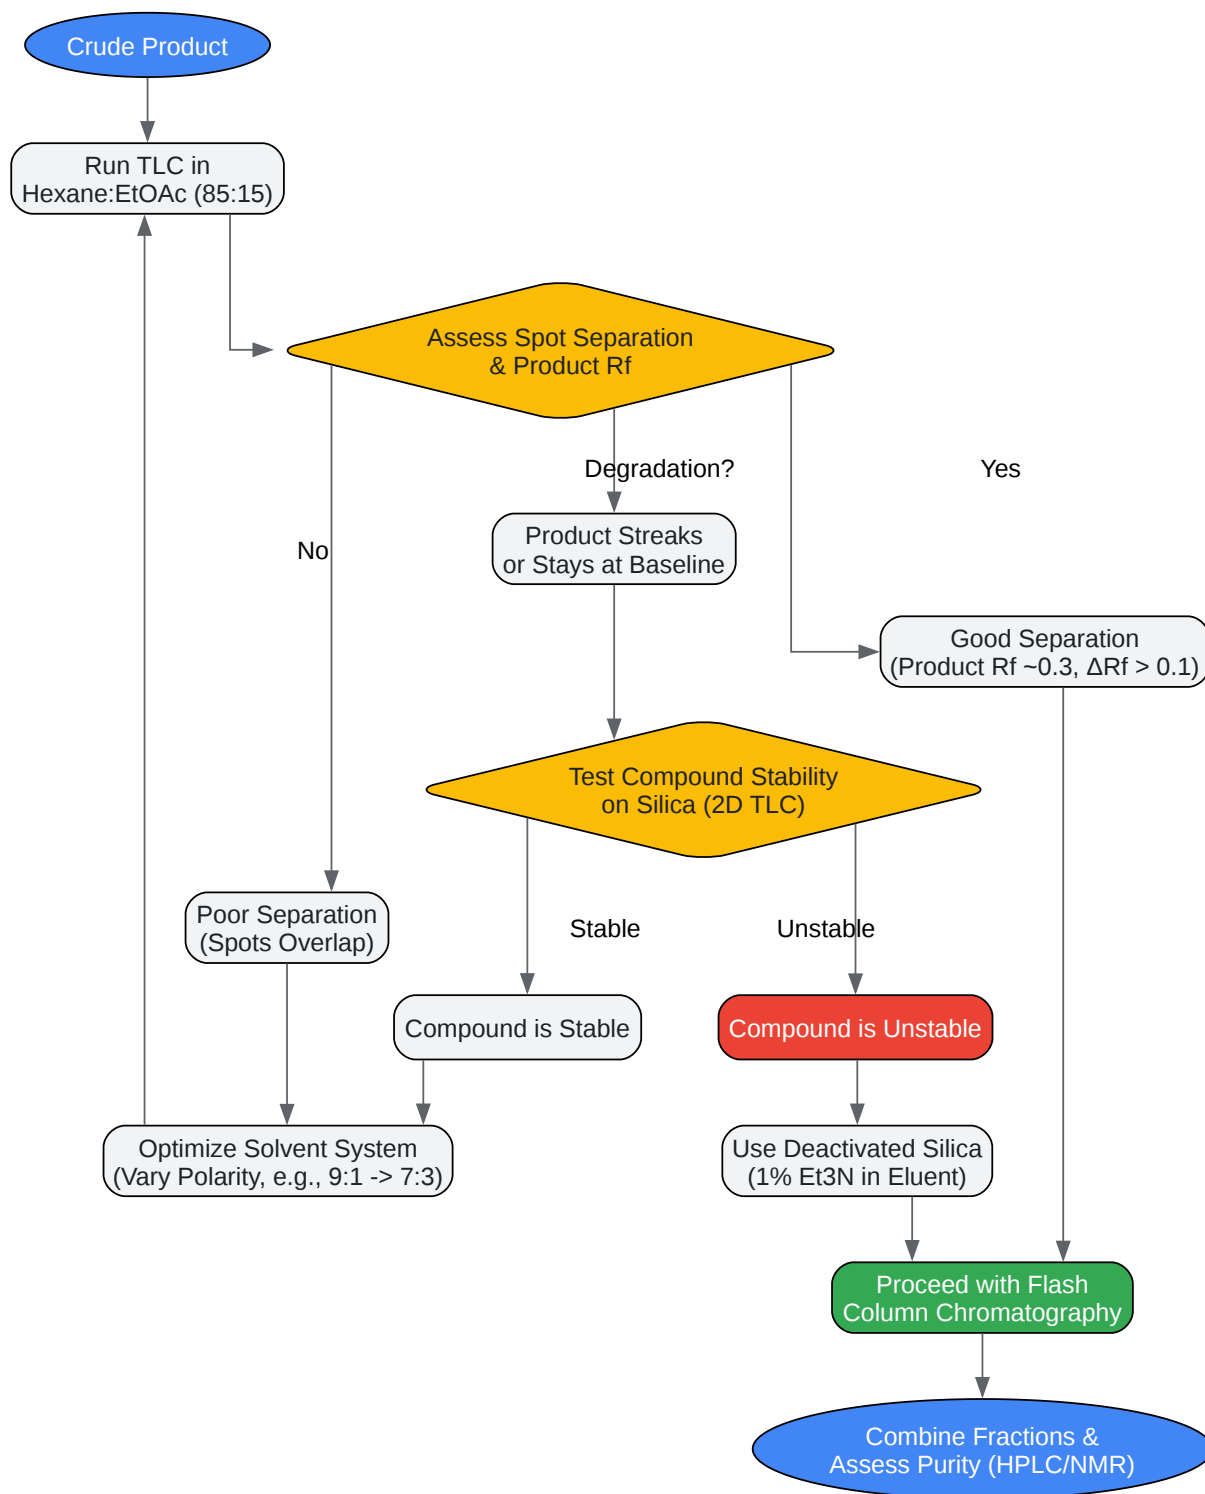 Crude Product
Run TLC in
Hexane:EtOAc (85:15)
Assess Spot Separation
& Product Rf
Degradation?
Yes
Product Streaks
or Stays at Baseline
No
Good Separation
(Product Rf ~0.3, ΔRf > 0.1)
Test Compound Stability
on Silica (2D TLC)
Poor Separation
(Spots Overlap)
Stable
Unstable
Compound is Stable
Compound is Unstable
Optimize Solvent System
(Vary Polarity, e.g., 9:1 -> 7:3)
Use Deactivated Silica
(1% Et3N in Eluent)
Proceed with Flash
Column Chromatography
Combine Fractions &
Assess Purity (HPLC/NMR)